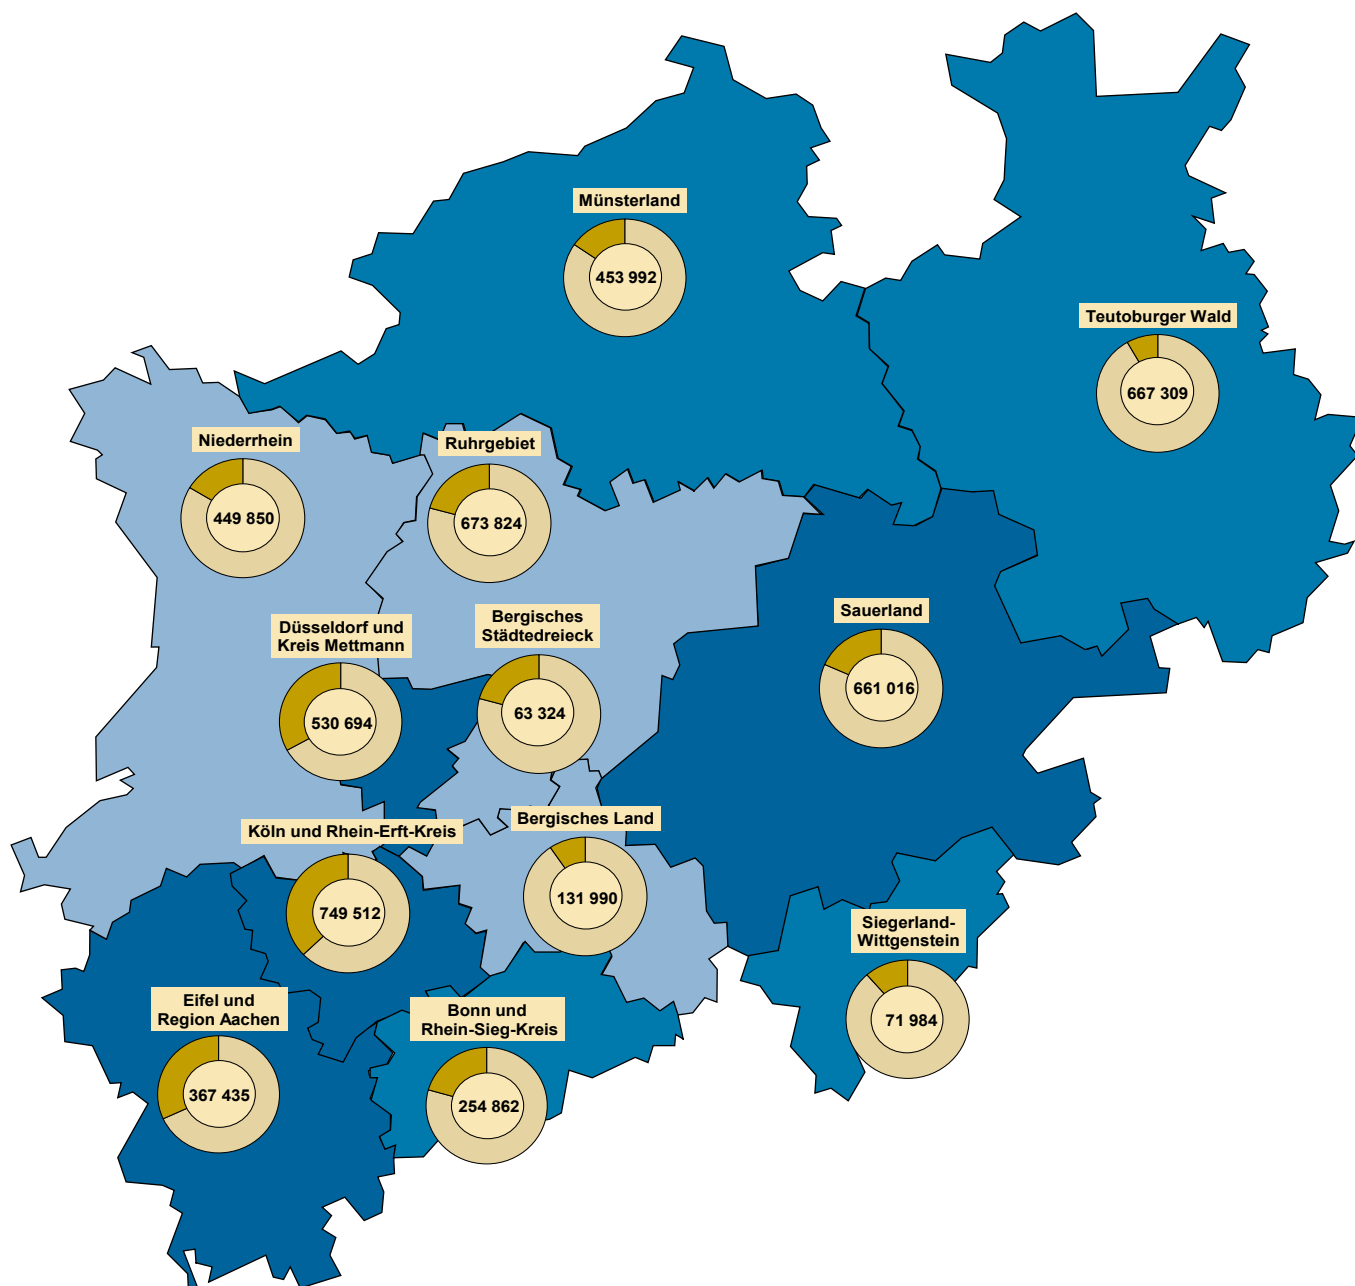 Münsterland
453 992
Teutoburger Wald
667 309
Niederrhein
449 850
Ruhrgebiet
673 824
Düsseldorf und
Kreis Mettmann
530 694
Bergisches
Städtedreieck
63 324
Sauerland
661 016
Köln und Rhein-Erft-Kreis
749 512
Bergisches Land
131 990
Siegerland-
Wittgenstein
71 984
Eifel und
Region Aachen
367 435
Bonn und
Rhein-Sieg-Kreis
254 862